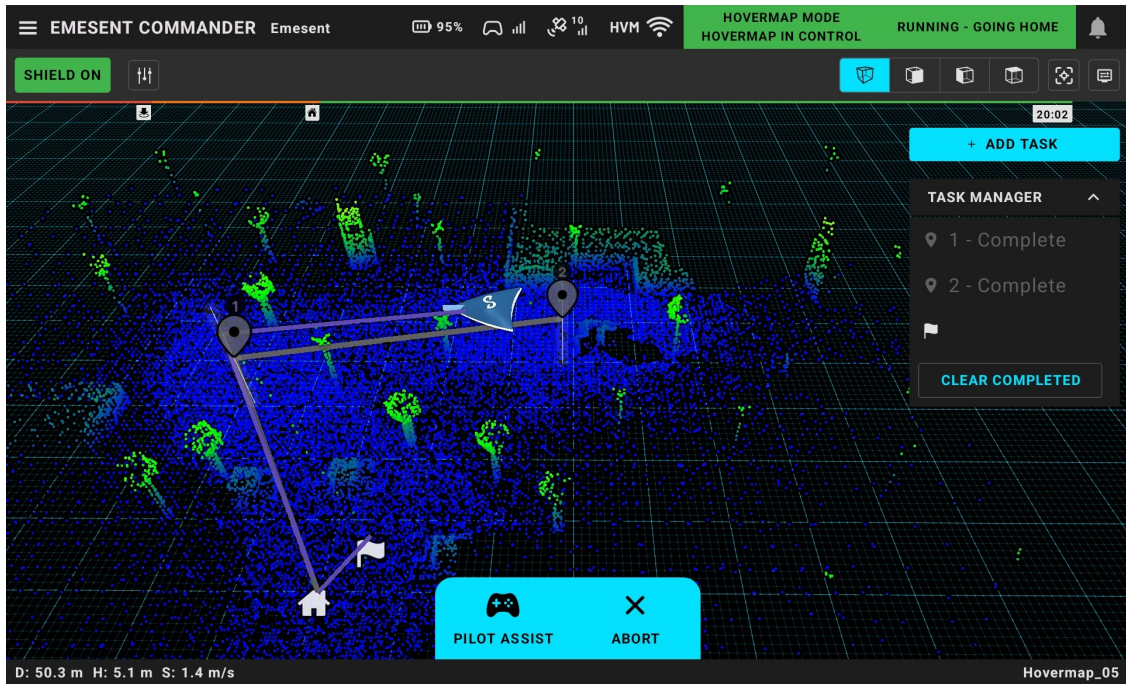 EMESENT COMMANDER Emesent 95% 10 HVM
HOVERMAP MODE
HOVERMAP IN CONTROL
RUNNING - GOING HOME
SHIELD ON
20:02
+ ADD TASK
TASK MANAGER
1 - Complete
2 - Complete
CLEAR COMPLETED
2
S
1
PILOT ASSIST
ABORT
D: 50.3 m H: 5.1 m S: 1.4 m/s
Hovermap_05